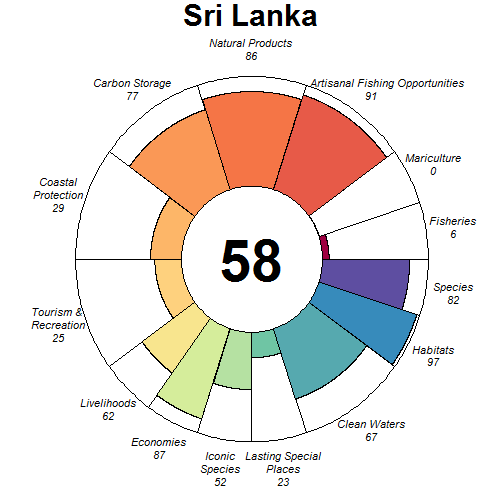 Sri Lanka
Natural Products
86
Carbon Storage
77
Artisanal Fishing Opportunities
91
Mariculture
0
Coastal
Protection
29
Fisheries
6
58
Species
82
Tourism &
Recreation
25
Habitats
97
Livelihoods
62
Clean Waters
67
Economies
87
Iconic
Species
52
Lasting Special
Places
23